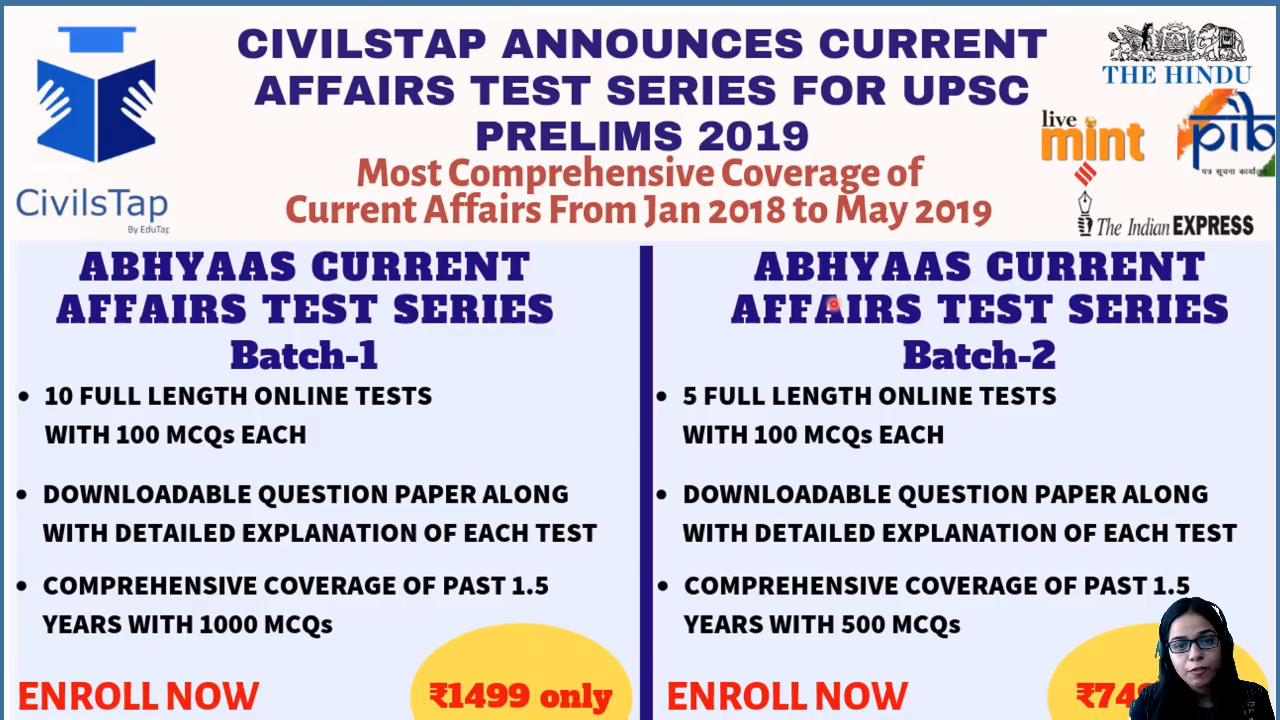 CIVILSTAP ANNOUNCES CURRENT
AFFAIRS TEST SERIES FOR UPSC
PRELIMS 2019
Most Comprehensive Coverage of
Current Affairs From Jan 2018 to May 2019
CivilsTap
By EduTap
THE HINDU
live
mint
pib
पत्र सूचना कार्यालय
The Indian EXPRESS
ABHYAAS CURRENT
AFFAIRS TEST SERIES
Batch-1
• 10 FULL LENGTH ONLINE TESTS
WITH 100 MCQs EACH
• DOWNLOADABLE QUESTION PAPER ALONG
WITH DETAILED EXPLANATION OF EACH TEST
• COMPREHENSIVE COVERAGE OF PAST 1.5
YEARS WITH 1000 MCQs
ENROLL NOW
₹1499 only
ABHYAAS CURRENT
AFFAIRS TEST SERIES
Batch-2
• 5 FULL LENGTH ONLINE TESTS
WITH 100 MCQs EACH
• DOWNLOADABLE QUESTION PAPER ALONG
WITH DETAILED EXPLANATION OF EACH TEST
• COMPREHENSIVE COVERAGE OF PAST 1.5
YEARS WITH 500 MCQs
ENROLL NOW